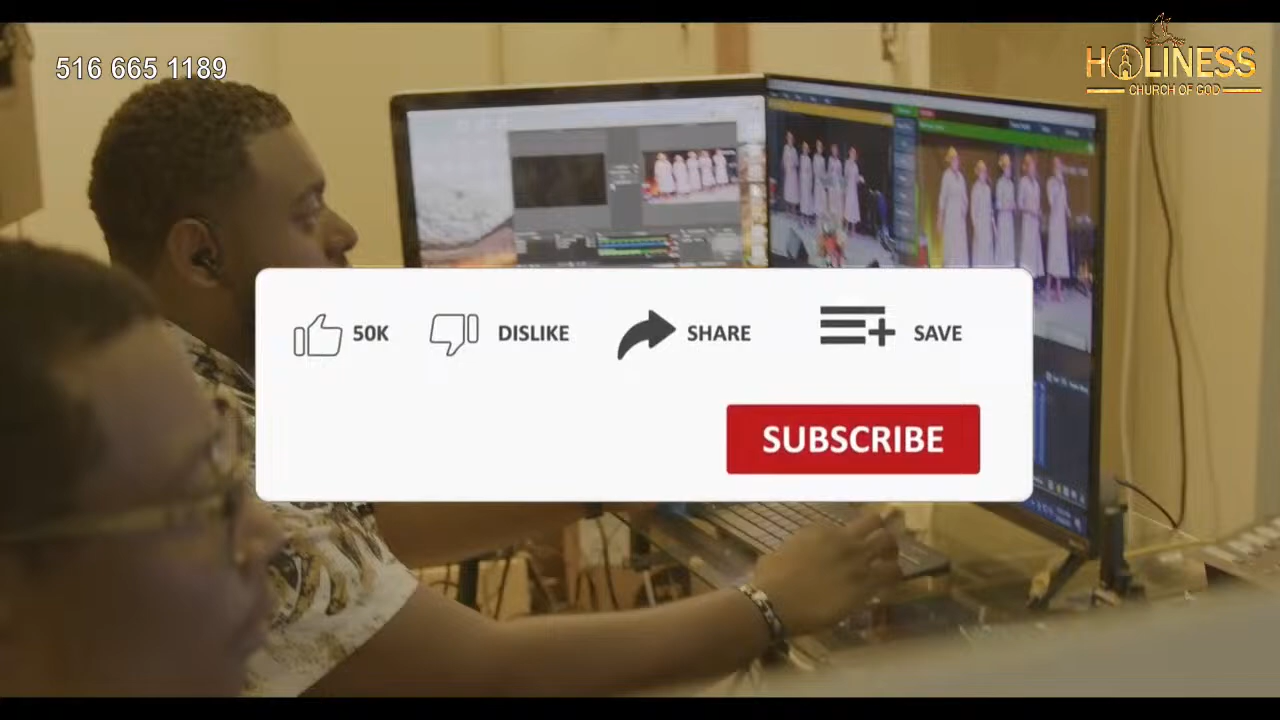 516 665 1189
HOLINESS
CHURCH OF GOD
50K
DISLIKE
SHARE
SAVE
SUBSCRIBE